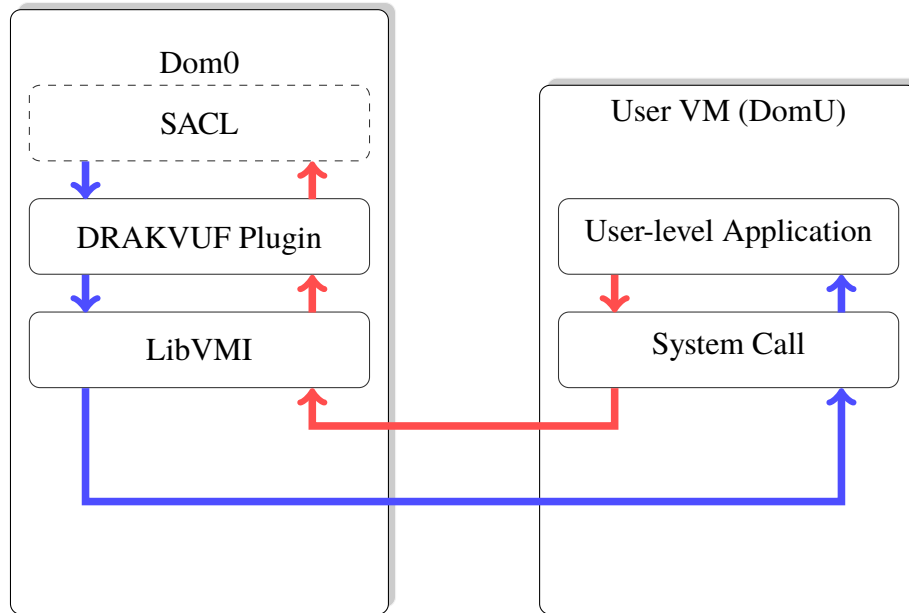 Dom0
SACL
DRAKVUF Plugin
LibVMI
User VM (DomU)
User-level Application
System Call